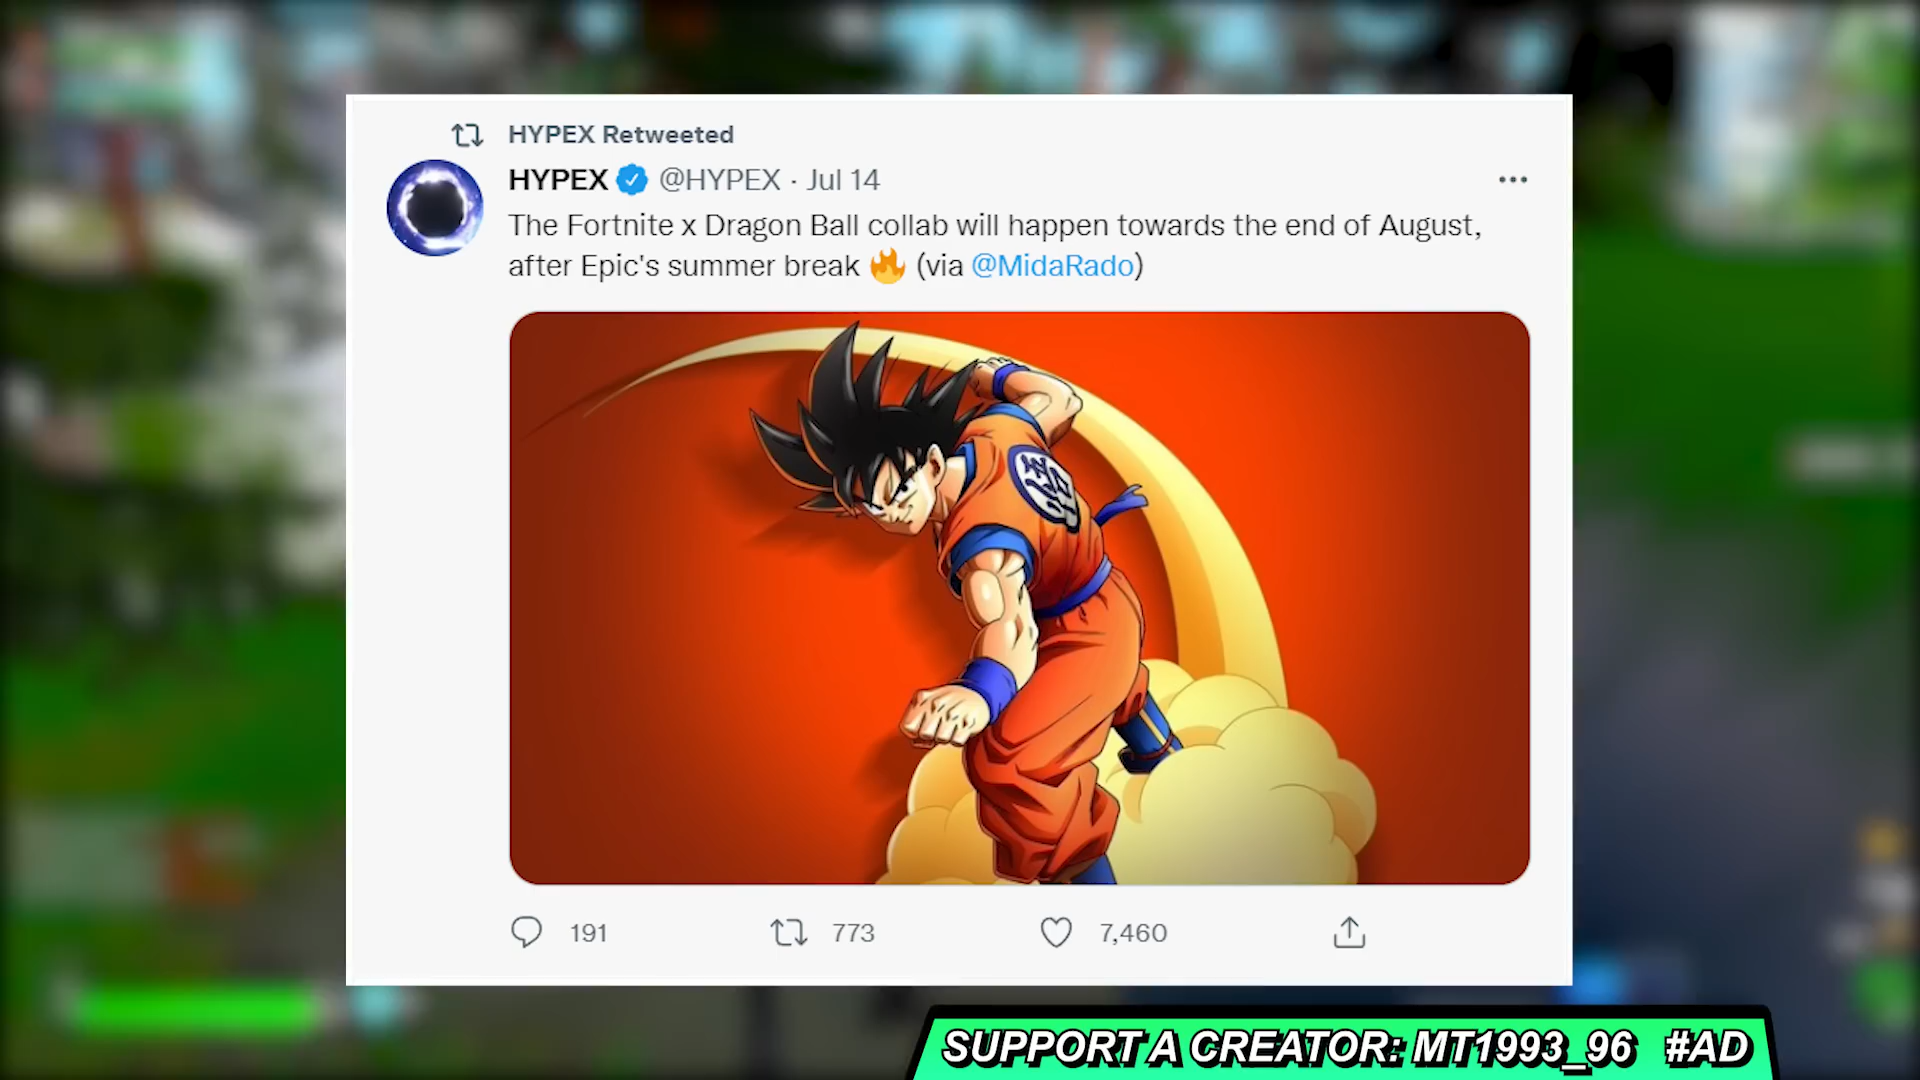 HYPEX Retweeted
HYPEX @HYPEX · Jul 14
The Fortnite x Dragon Ball collab will happen towards the end of August,
after Epic's summer break 🔥 (via @MidaRado)
悟
191 773 7,460
SUPPORT A CREATOR: MT1993_96 #AD